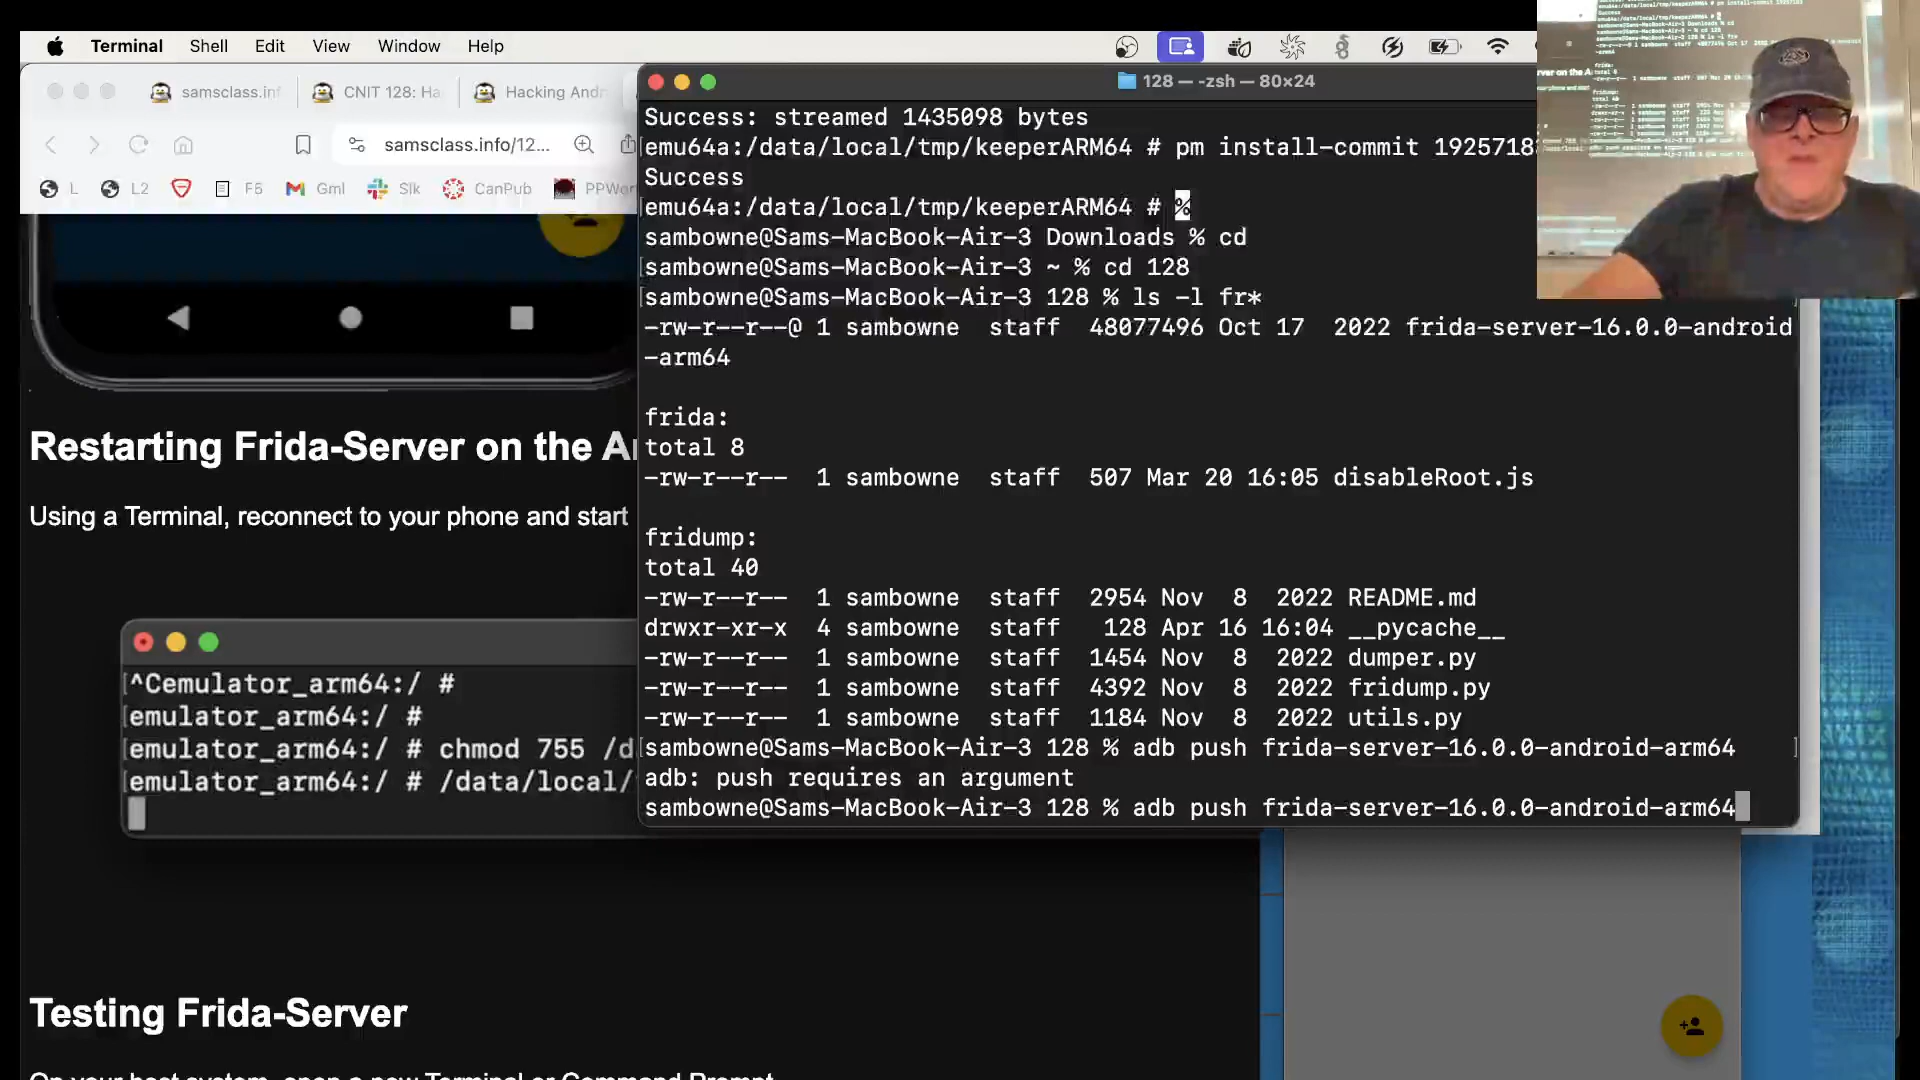 Terminal Shell Edit View Window Help
samsclass.inf
CNIT 128: Ha
Hacking Andr
samsclass.info/12...
L
L2
F5
Gml
Slk
CanPub
PPWor
128 — -zsh — 80×24
Success: streamed 1435098 bytes
emu64a:/data/local/tmp/keeperARM64 # pm install-commit 1925718
Success
emu64a:/data/local/tmp/keeperARM64 # %
sambowne@Sams-MacBook-Air-3 Downloads % cd
sambowne@Sams-MacBook-Air-3 ~ % cd 128
sambowne@Sams-MacBook-Air-3 128 % ls -l fr*
-rw-r--r--@ 1 sambowne staff 48077496 Oct 17 2022 frida-server-16.0.0-android
-arm64
frida:
total 8
-rw-r--r-- 1 sambowne staff 507 Mar 20 16:05 disableRoot.js
fridump:
total 40
-rw-r--r-- 1 sambowne staff 2954 Nov 8 2022 README.md
drwxr-xr-x 4 sambowne staff 128 Apr 16 16:04 __pycache__
-rw-r--r-- 1 sambowne staff 1454 Nov 8 2022 dumper.py
-rw-r--r-- 1 sambowne staff 4392 Nov 8 2022 fridump.py
-rw-r--r-- 1 sambowne staff 1184 Nov 8 2022 utils.py
sambowne@Sams-MacBook-Air-3 128 % adb push frida-server-16.0.0-android-arm64
adb: push requires an argument
sambowne@Sams-MacBook-Air-3 128 % adb push frida-server-16.0.0-android-arm64
Restarting Frida-Server on the A
Using a Terminal, reconnect to your phone and start
^Cemulator_arm64:/ #
emulator_arm64:/ #
emulator_arm64:/ # chmod 755 /d
emulator_arm64:/ # /data/local/
Testing Frida-Server
On your host system, open a new Terminal or Command Prompt